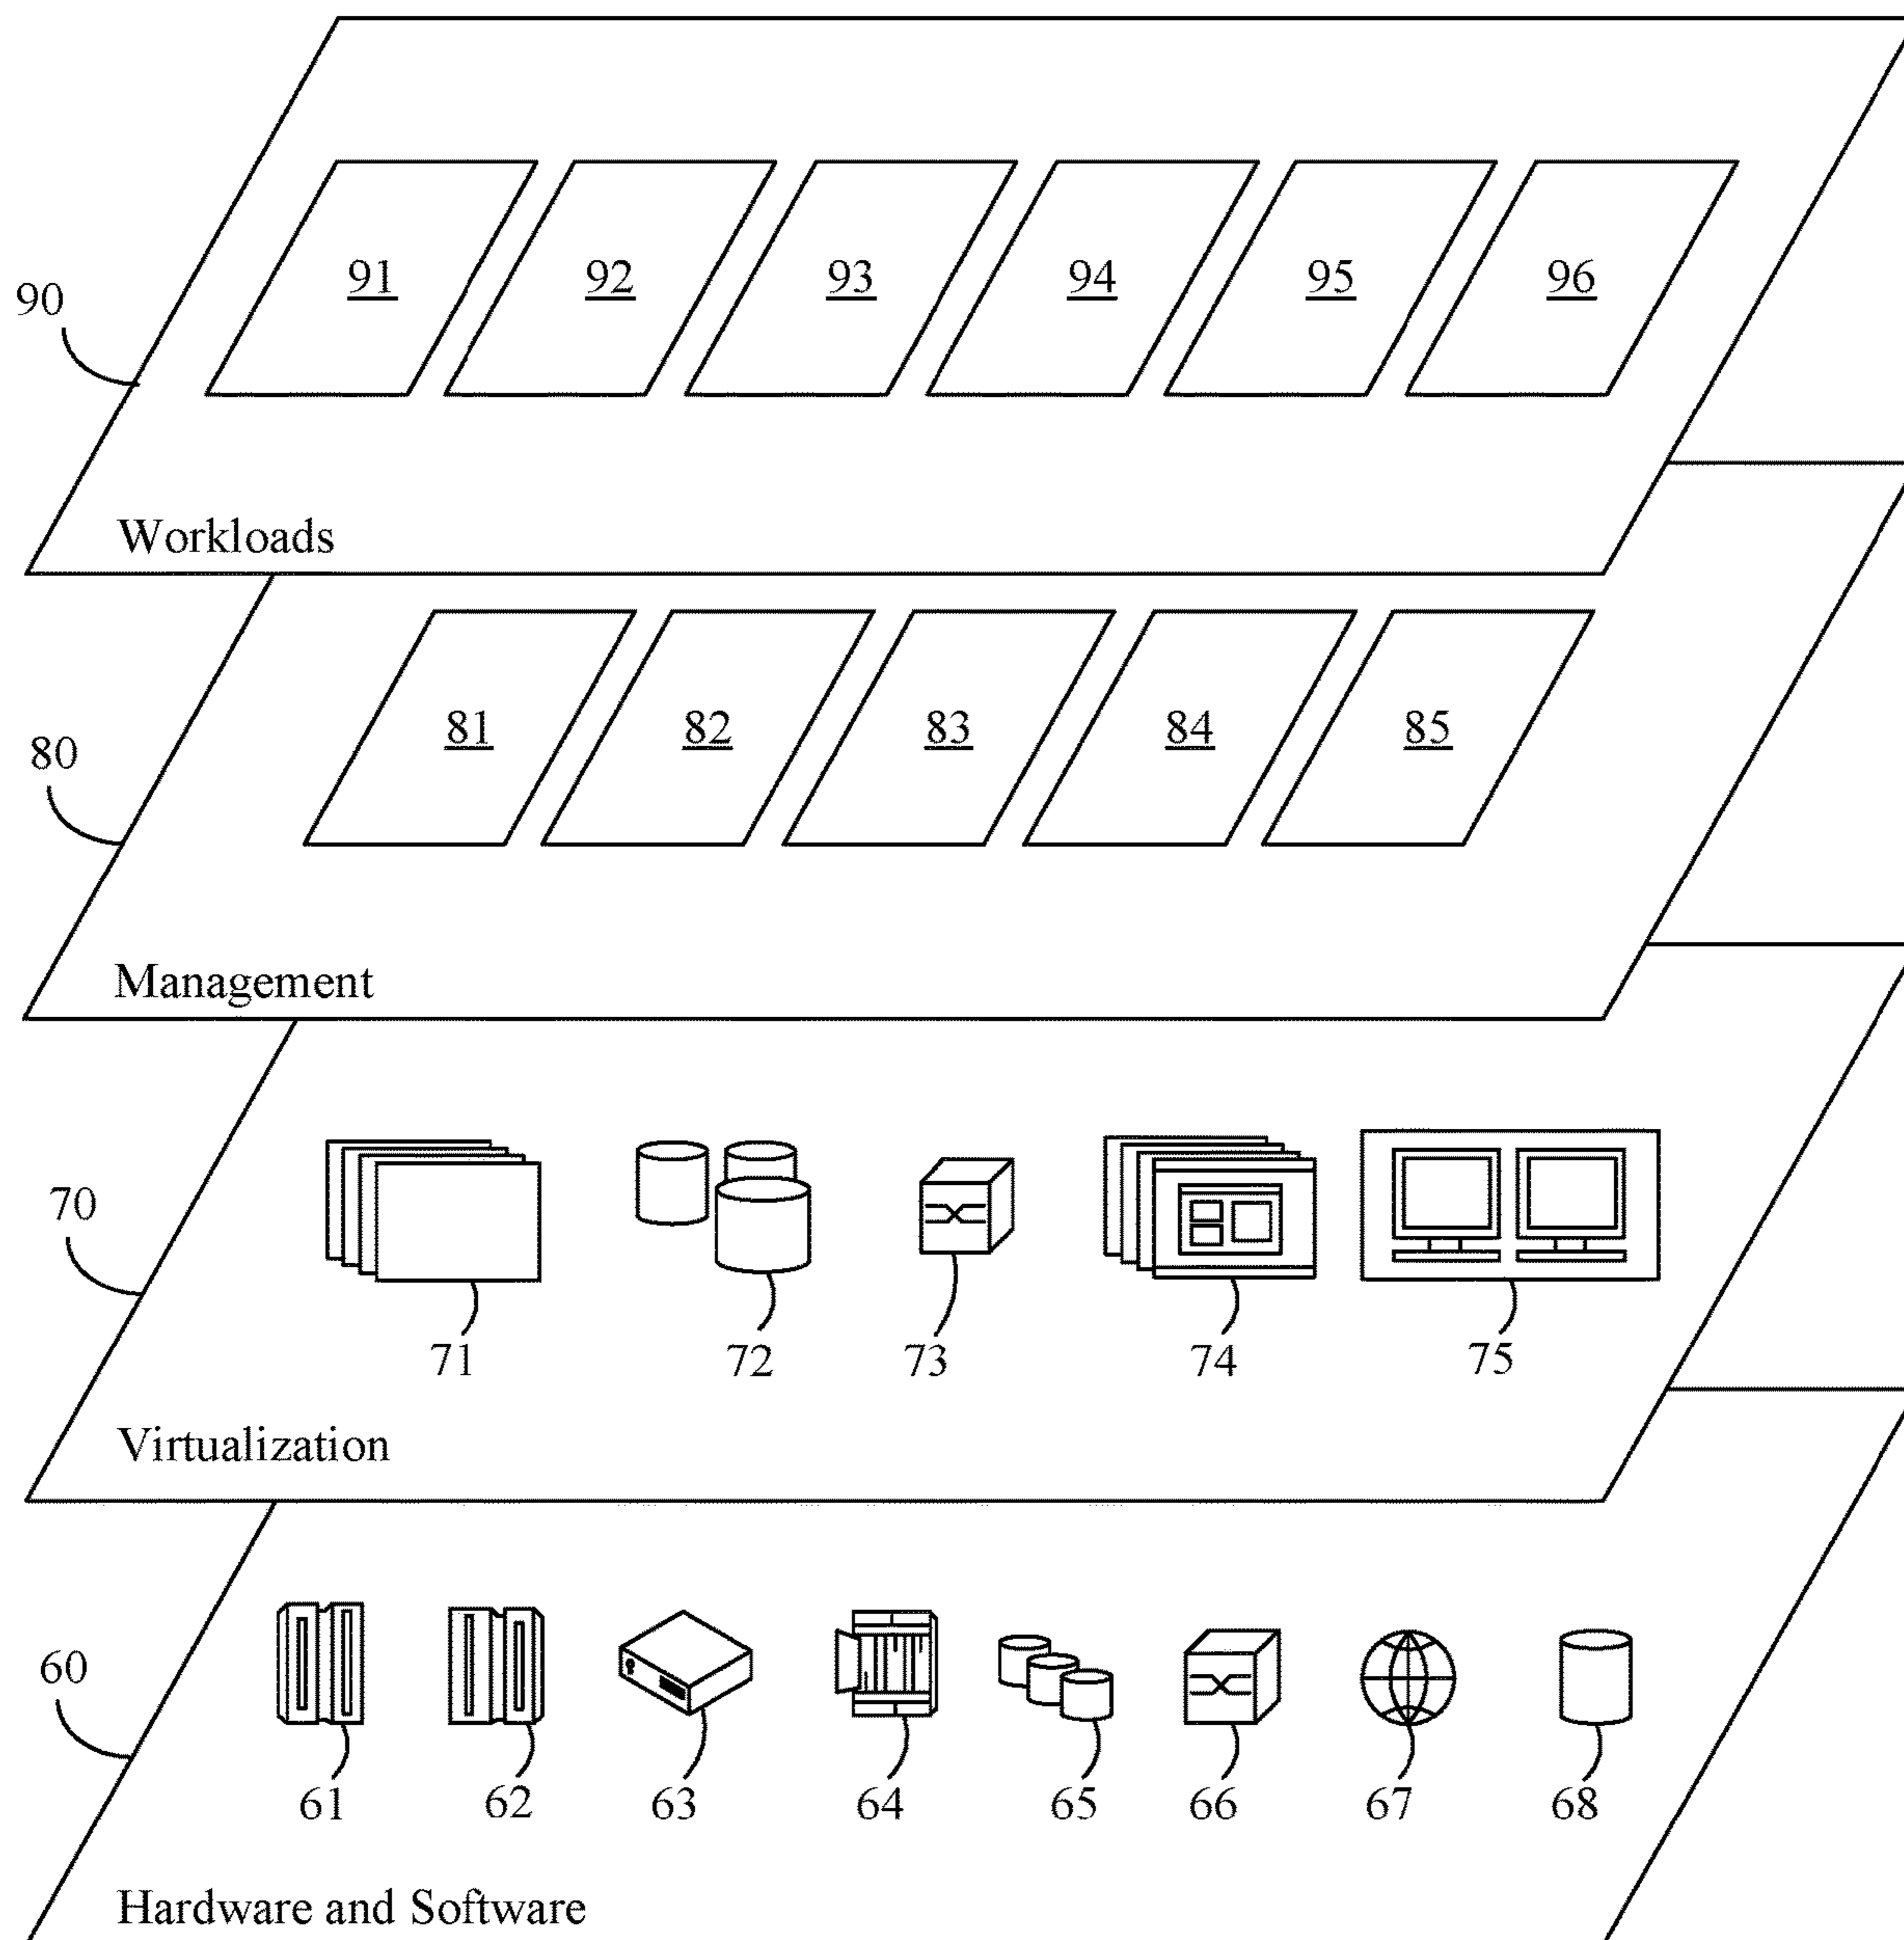 91 92 93 94 95 96
90
Workloads
81 82 83 84 85
80
Management
70
71 72 73 74 75
Virtualization
60
61 62 63 64 65 66 67 68
Hardware and Software